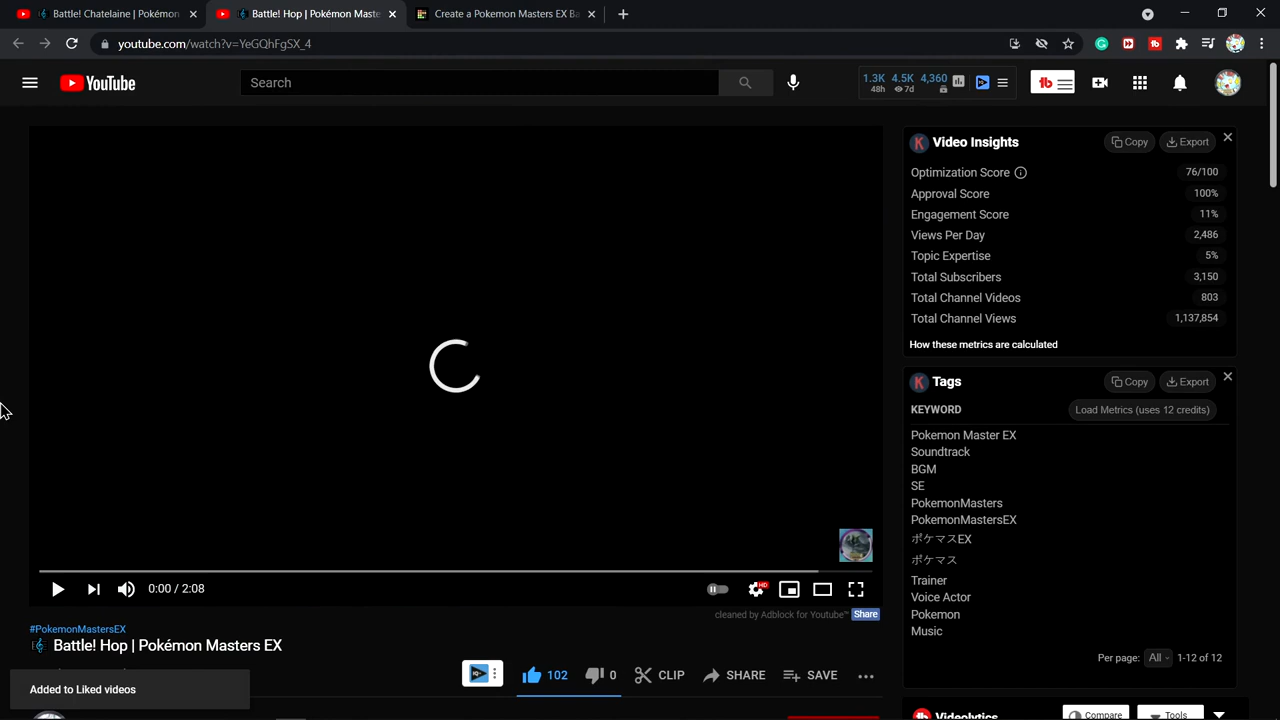 Battle! Chatelaine | Pokémon
Battle! Hop | Pokémon Maste
Create a Pokemon Masters EX Ba
youtube.com/watch?v=YeGQhFgSX_4
YouTube
Search
1.3K 4.5K 4,360
48h 7d
Video Insights
Copy
Export
Optimization Score 76/100
Approval Score 100%
Engagement Score 11%
Views Per Day 2,486
Topic Expertise 5%
Total Subscribers 3,150
Total Channel Videos 803
Total Channel Views 1,137,854
How these metrics are calculated
Tags
Copy
Export
KEYWORD
Load Metrics (uses 12 credits)
Pokemon Master EX
Soundtrack
BGM
SE
PokemonMasters
PokemonMastersEX
ポケマスEX
ポケマス
Trainer
Voice Actor
Pokemon
Music
Per page: All 1-12 of 12
0:00 / 2:08
HD
cleaned by Adblock for Youtube™ Share
#PokemonMastersEX
Battle! Hop | Pokémon Masters EX
102
0
CLIP
SHARE
SAVE
Added to Liked videos
Videolytics
Compare
Tools